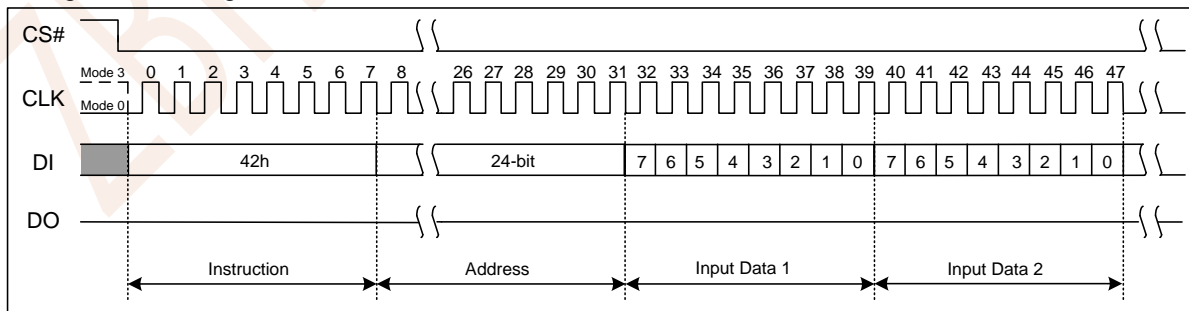 CS#
Mode 3 0 1 2 3 4 5 6 7 8 26 27 28 29 30 31 32 33 34 35 36 37 38 39 40 41 42 43 44 45 46 47
CLK
Mode 0
DI 42h 24-bit 7 6 5 4 3 2 1 0 7 6 5 4 3 2 1 0
DO
Instruction Address Input Data 1 Input Data 2